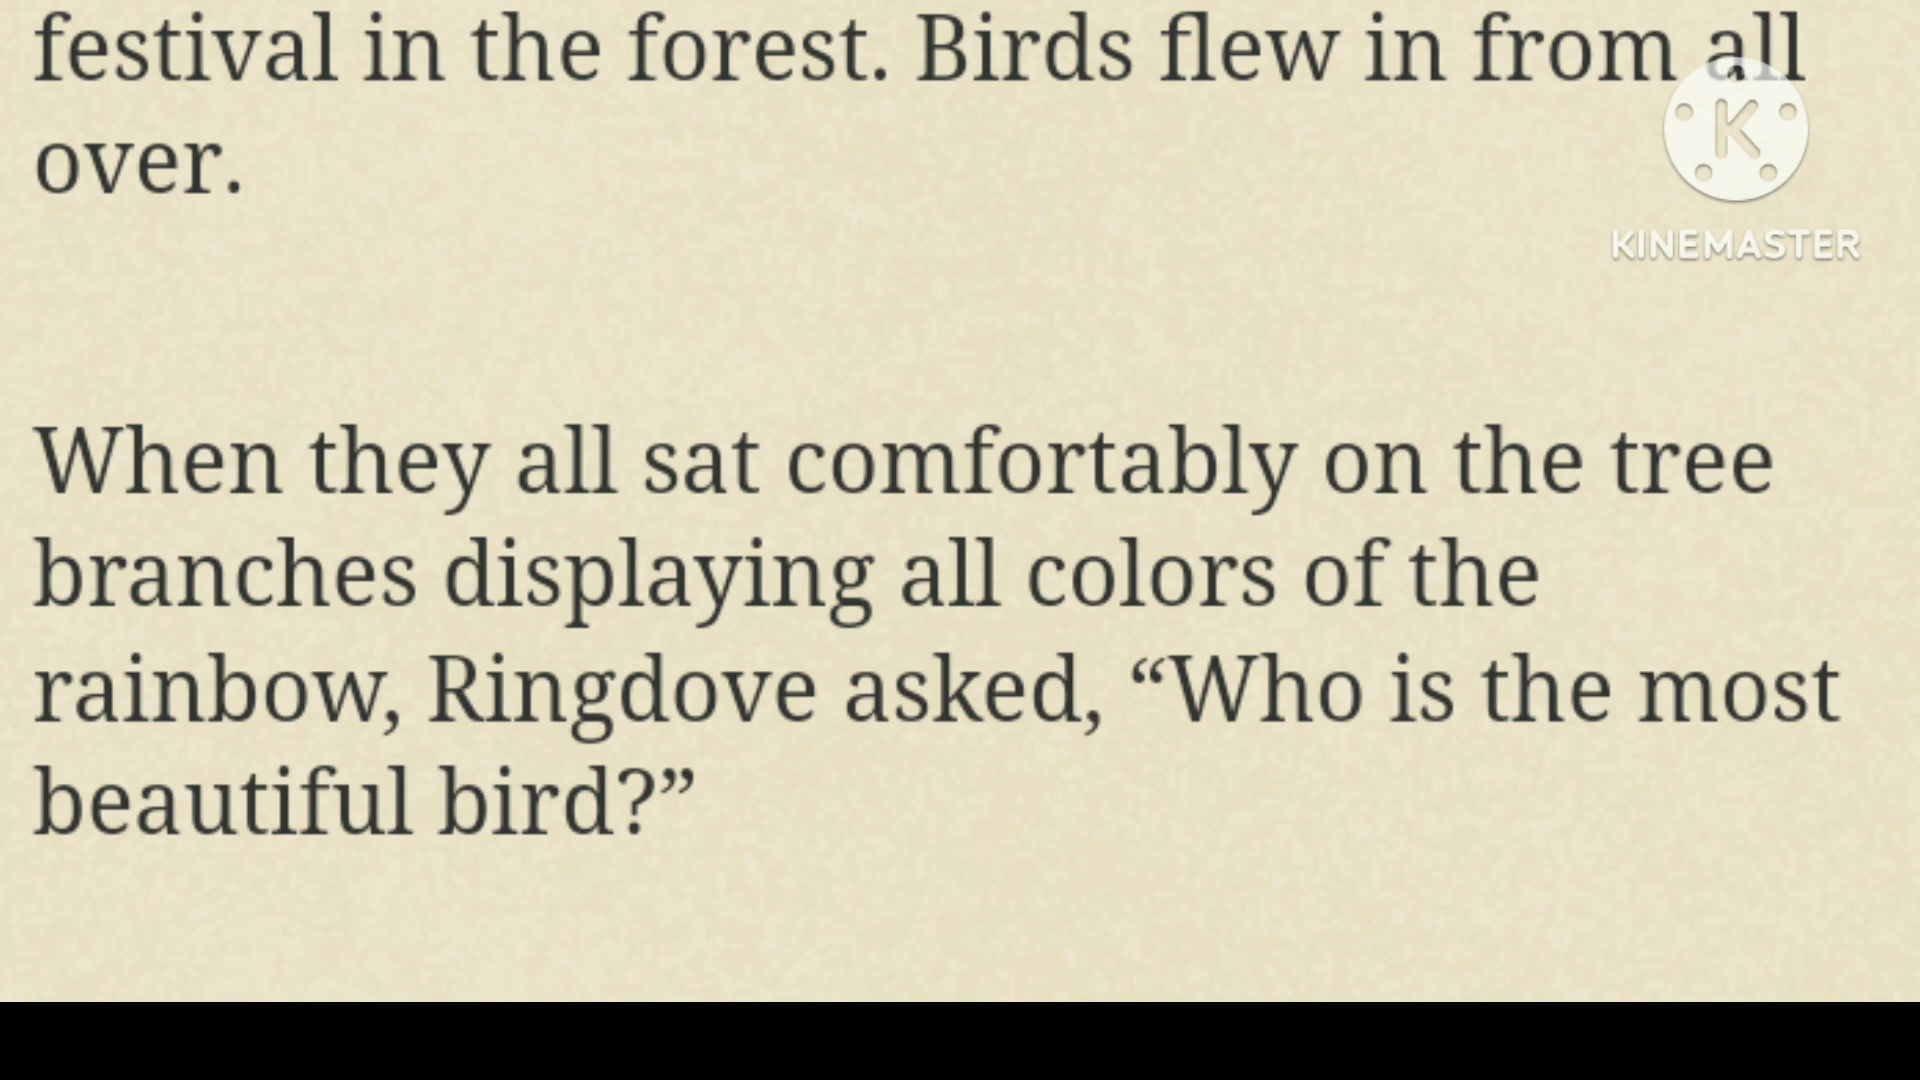 festival in the forest. Birds flew in from all
over.
K
KINEMASTER
When they all sat comfortably on the tree
branches displaying all colors of the
rainbow, Ringdove asked, “Who is the most
beautiful bird?”